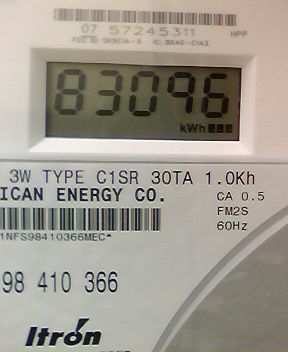 07 57245311
HPP
83096
kWh
3W TYPE C1SR 30TA 1.0Kh
ICAN ENERGY CO.
CA 0.5
FM2S
60Hz
1NFS98410366MEC*
98 410 366
Itron